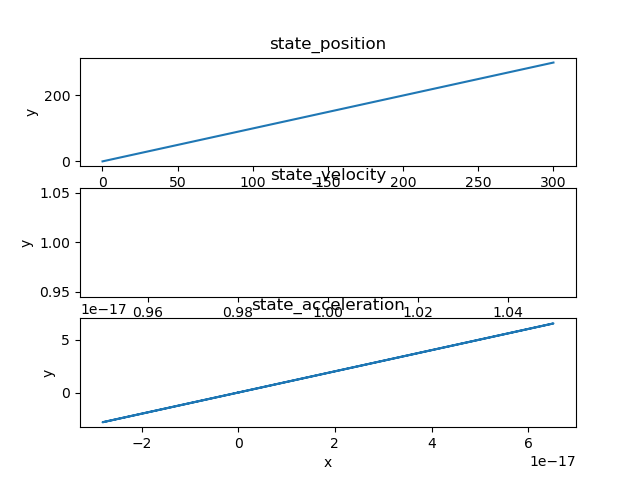 state_position
y
200
0
0 50 100 150 200 250 300
state_velocity
y
1.05
1.00
0.95
0.96 0.98 1.00 1.02 1.04
1e−17
state_acceleration
y
5
0
−2 0 2 4 6
x
1e−17